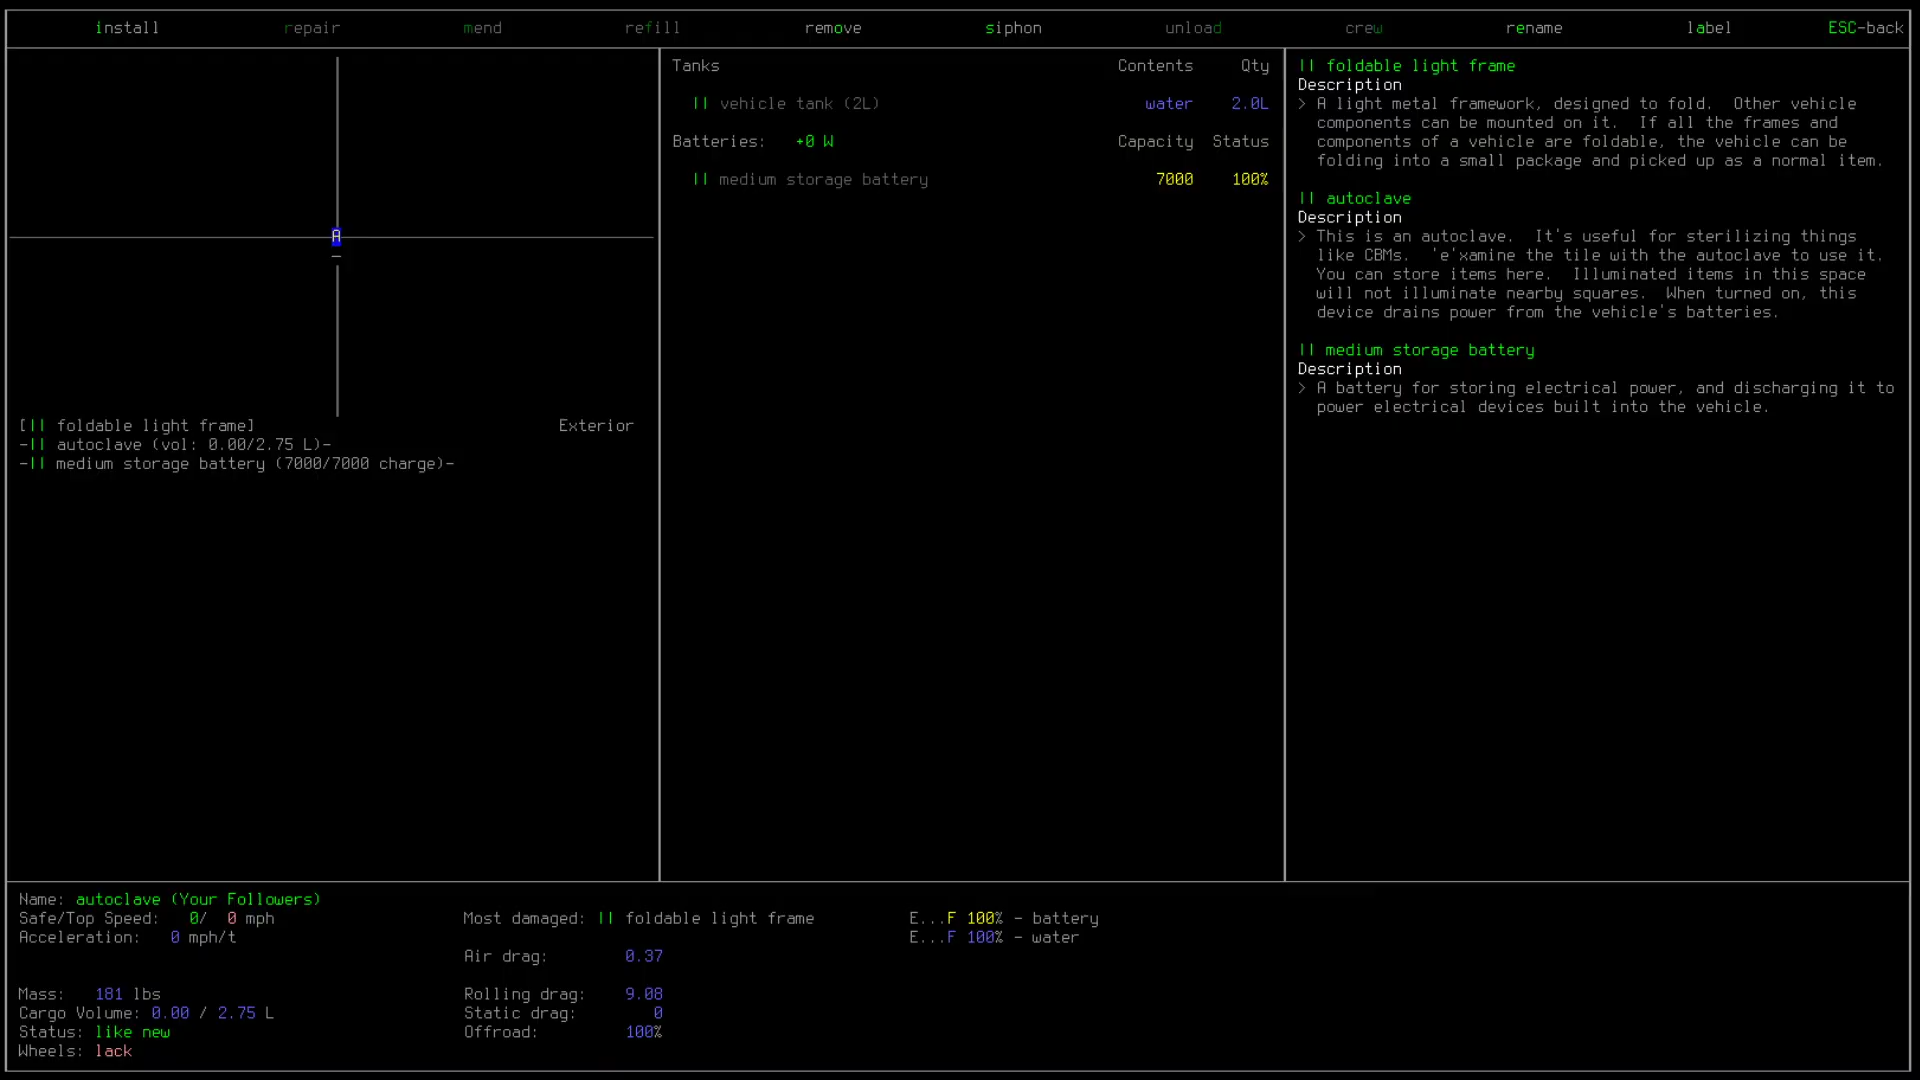 install repair mend refill remove siphon unload crew rename label ESC-back
A
[|| foldable light frame] Exterior
-|| autoclave (vol: 0.00/2.75 L)-
-|| medium storage battery (7000/7000 charge)-
Tanks Contents Qty
|| vehicle tank (2L) water 2.0L
Batteries: +0 W Capacity Status
|| medium storage battery 7000 100%
|| foldable light frame
Description
> A light metal framework, designed to fold. Other vehicle
components can be mounted on it. If all the frames and
components of a vehicle are foldable, the vehicle can be
folding into a small package and picked up as a normal item.
|| autoclave
Description
> This is an autoclave. It's useful for sterilizing things
like CBMs. 'e'xamine the tile with the autoclave to use it.
You can store items here. Illuminated items in this space
will not illuminate nearby squares. When turned on, this
device drains power from the vehicle's batteries.
|| medium storage battery
Description
> A battery for storing electrical power, and discharging it to
power electrical devices built into the vehicle.
Name: autoclave (Your Followers)
Safe/Top Speed: 0/ 0 mph
Acceleration: 0 mph/t
Mass: 181 lbs
Cargo Volume: 0.00 / 2.75 L
Status: like new
Wheels: lack
Most damaged: || foldable light frame
Air drag: 0.37
Rolling drag: 9.08
Static drag: 0
Offroad: 100%
E...F 100% - battery
E...F 100% - water